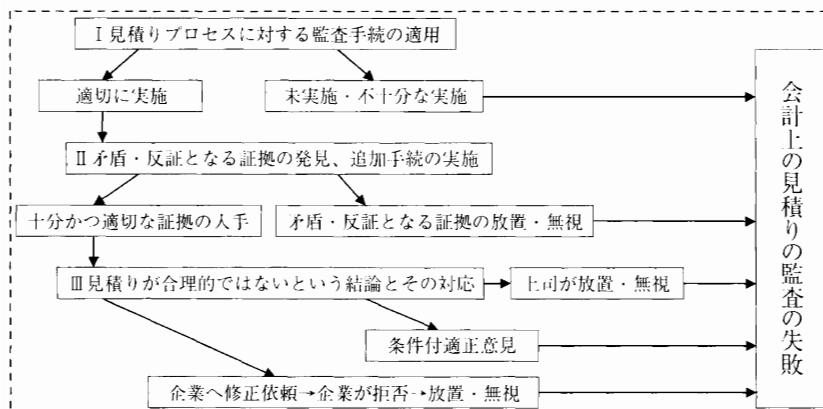 Ⅰ見積りプロセスに対する監査手続の適用
適切に実施
未実施・不十分な実施
Ⅱ矛盾・反証となる証拠の発見、追加手続の実施
十分かつ適切な証拠の入手
矛盾・反証となる証拠の放置・無視
Ⅲ見積りが合理的ではないという結論とその対応
上司が放置・無視
条件付適正意見
企業へ修正依頼→企業が拒否→放置・無視
会計上の見積りの監査の失敗